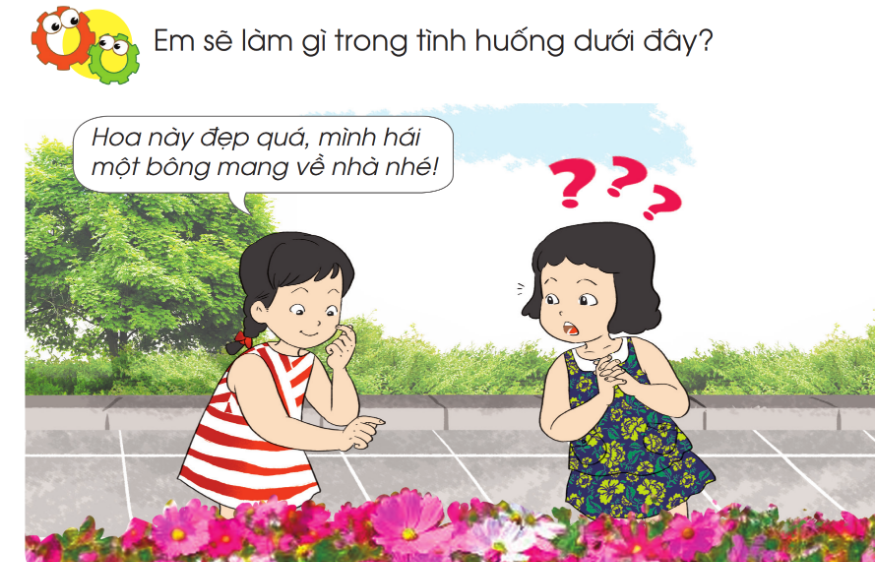 Em sẽ làm gì trong tình huống dưới đây?
Hoa này đẹp quá, mình hái
một bông mang về nhà nhé!
? ? ?